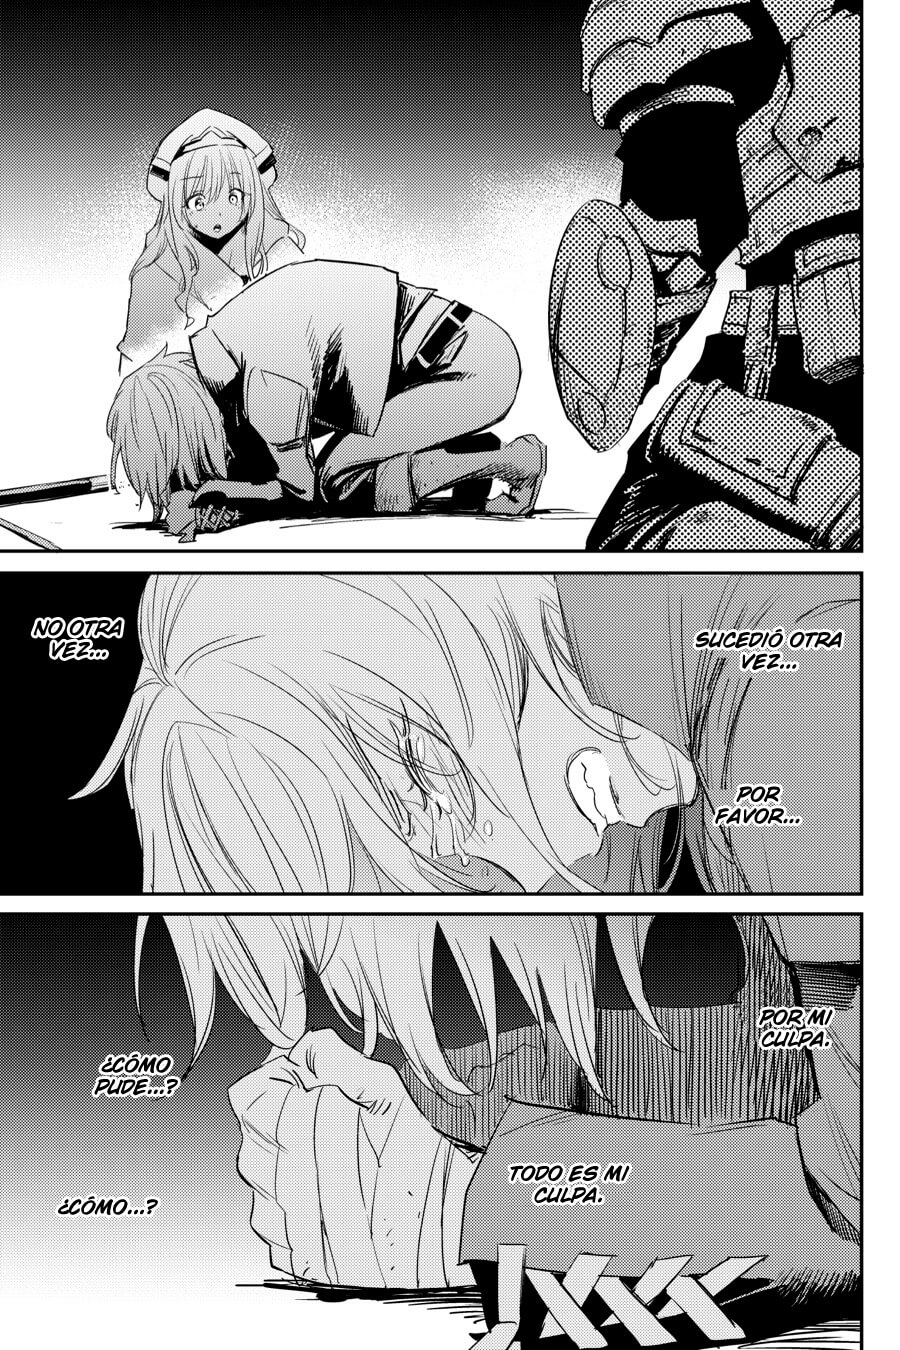 SUCEDIÓ OTRA
VEZ...
POR
FAVOR...
NO OTRA
VEZ...
POR MI
CULPA.
TODO ES MI
CULPA.
¿CÓMO
PUDE...?
¿CÓMO...?